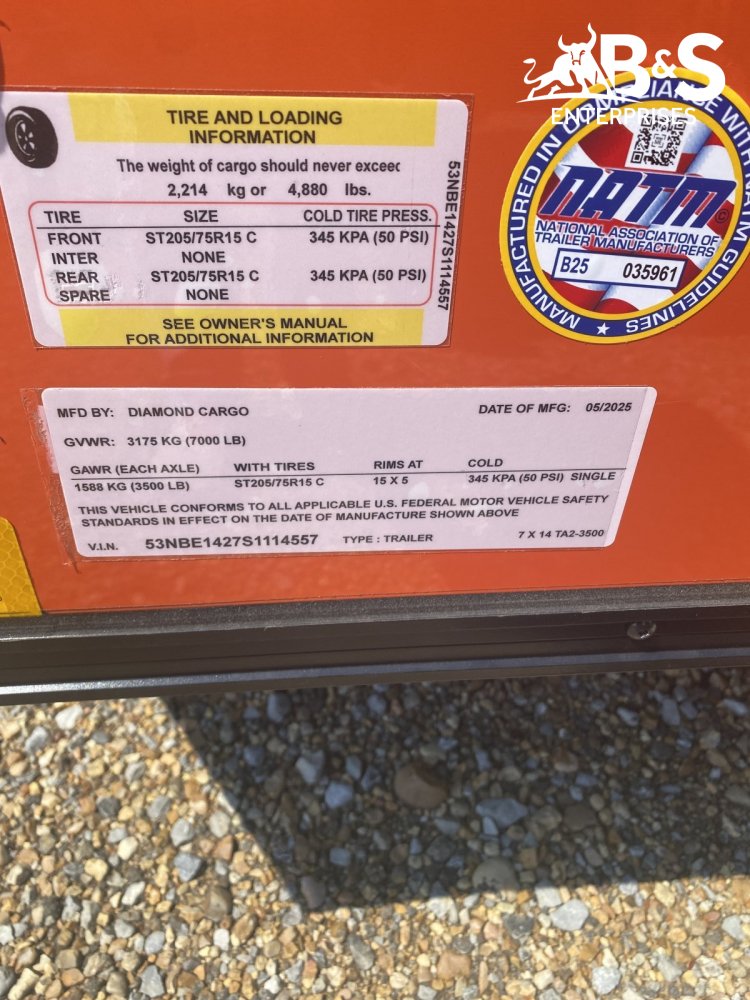 B&S
ENTERPRISES
TIRE AND LOADING
INFORMATION
The weight of cargo should never exceed
2,214 kg or 4,880 lbs.
TIRE SIZE COLD TIRE PRESS.
FRONT ST205/75R15 C 345 KPA (50 PSI)
INTER NONE
REAR ST205/75R15 C 345 KPA (50 PSI)
SPARE NONE
SEE OWNER'S MANUAL
FOR ADDITIONAL INFORMATION
53NBE1427S1114557
MANUFACTURED IN COMPLIANCE WITH NATM GUIDELINES
NATM
NATIONAL ASSOCIATION OF
TRAILER MANUFACTURERS
B25 035961
MFD BY: DIAMOND CARGO DATE OF MFG: 05/2025
GVWR: 3175 KG (7000 LB)
GAWR (EACH AXLE) WITH TIRES RIMS AT COLD
1588 KG (3500 LB) ST205/75R15 C 15 X 5 345 KPA (50 PSI) SINGLE
THIS VEHICLE CONFORMS TO ALL APPLICABLE U.S. FEDERAL MOTOR VEHICLE SAFETY
STANDARDS IN EFFECT ON THE DATE OF MANUFACTURE SHOWN ABOVE
V.I.N. 53NBE1427S1114557 TYPE : TRAILER 7 X 14 TA2-3500